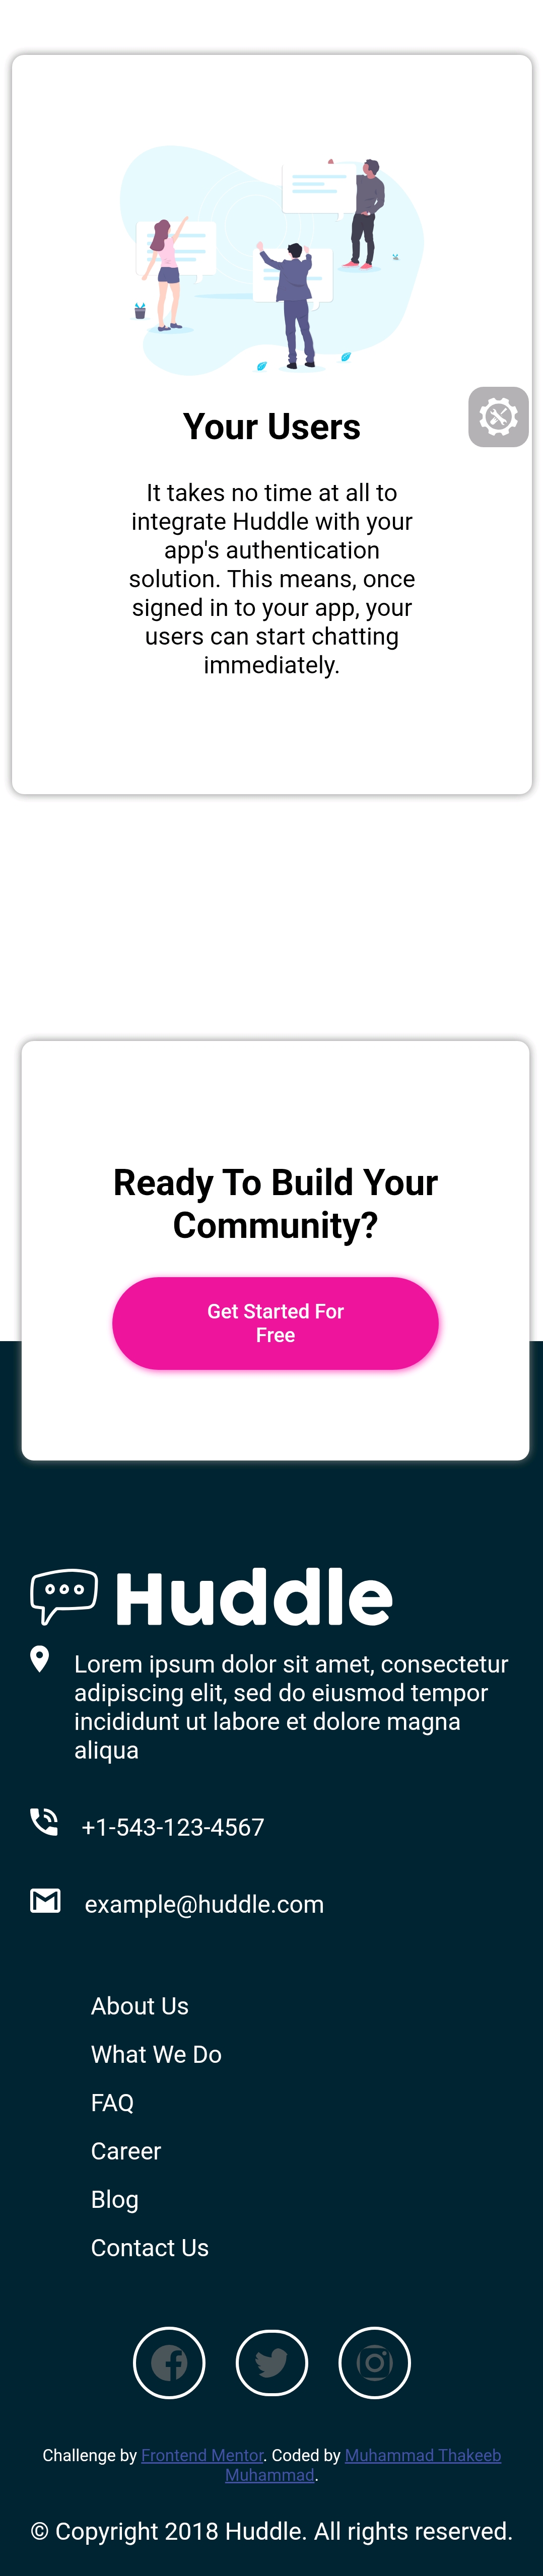 Your Users
It takes no time at all to
integrate Huddle with your
app's authentication
solution. This means, once
signed in to your app, your
users can start chatting
immediately.
Ready To Build Your
Community?
Get Started For
Free
Huddle
Lorem ipsum dolor sit amet, consectetur
adipiscing elit, sed do eiusmod tempor
incididunt ut labore et dolore magna
aliqua
+1-543-123-4567
example@huddle.com
About Us
What We Do
FAQ
Career
Blog
Contact Us
Challenge by Frontend Mentor. Coded by Muhammad Thakeeb
Muhammad.
© Copyright 2018 Huddle. All rights reserved.